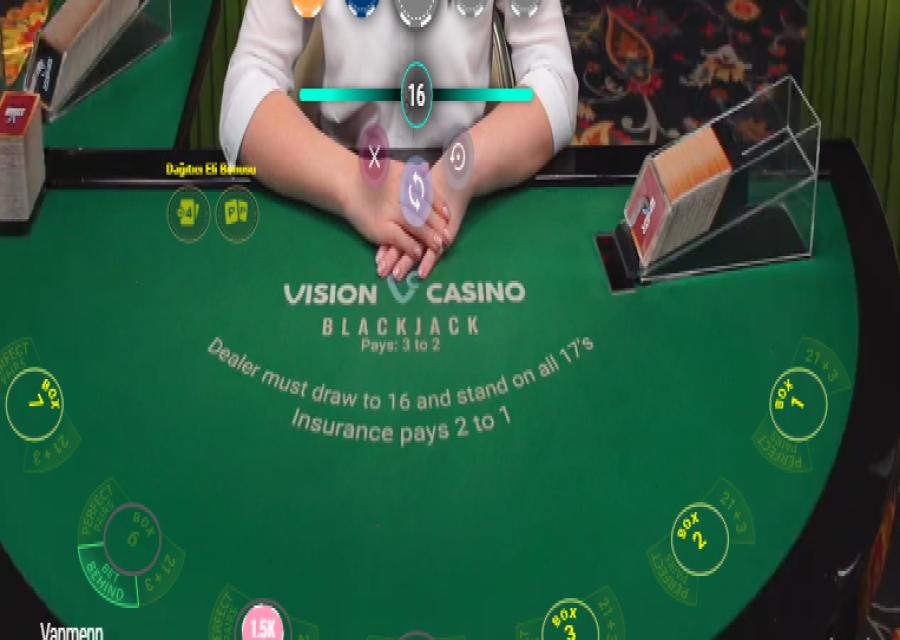 16
Dağıtıcı Eli Bonusu
VISION CASINO
BLACKJACK
Pays: 3 to 2
Dealer must draw to 16 and stand on all 17's
Insurance pays 2 to 1
PERFECT PAIRS
BOX 7
21+3
21+3
BOX 1
PERFECT PAIRS
PERFECT PAIRS
BOX 6
21+3
BET BEHIND
21+3
BOX 2
PERFECT PAIRS
PERFECT
1.5K
BOX 3
21+3
Vanmenn